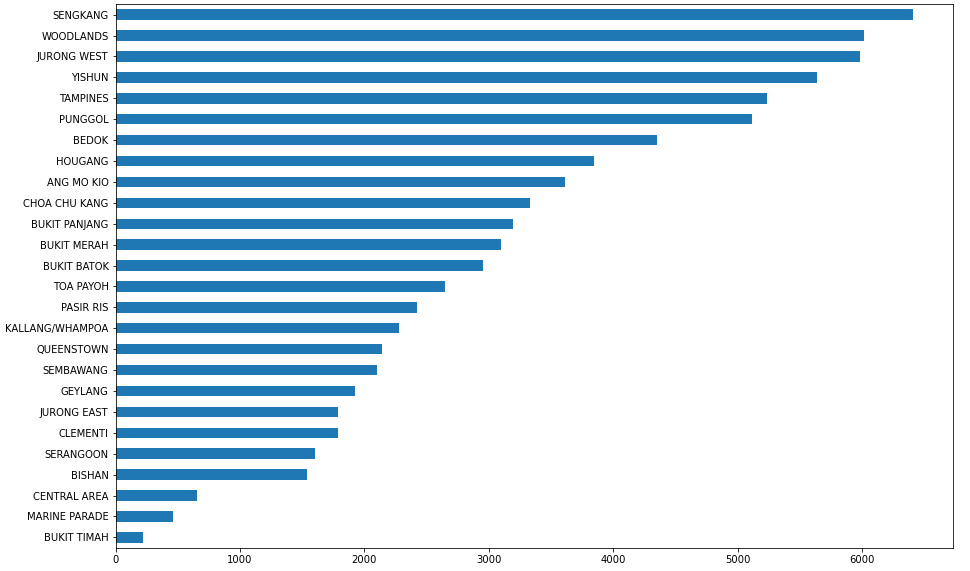 SENGKANG
WOODLANDS
JURONG WEST
YISHUN
TAMPINES
PUNGGOL
BEDOK
HOUGANG
ANG MO KIO
CHOA CHU KANG
BUKIT PANJANG
BUKIT MERAH
BUKIT BATOK
TOA PAYOH
PASIR RIS
KALLANG/WHAMPOA
QUEENSTOWN
SEMBAWANG
GEYLANG
JURONG EAST
CLEMENTI
SERANGOON
BISHAN
CENTRAL AREA
MARINE PARADE
BUKIT TIMAH
0 1000 2000 3000 4000 5000 6000